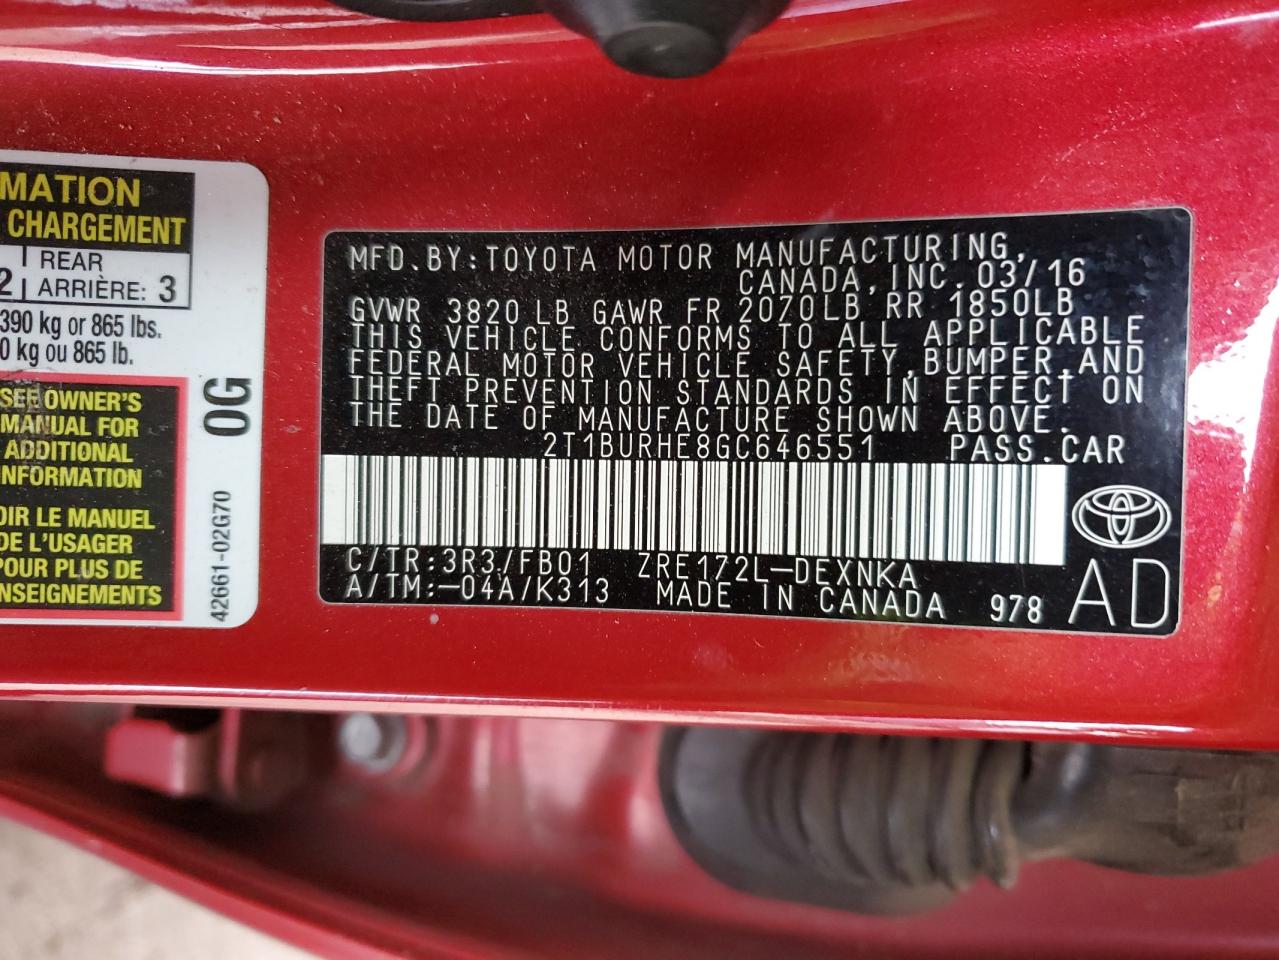 MATION
CHARGEMENT
2 REAR
ARRIÈRE: 3
390 kg or 865 lbs.
0 kg ou 865 lb.
SEE OWNER'S
MANUAL FOR
ADDITIONAL
NFORMATION
OIR LE MANUEL
DE L'USAGER
POUR PLUS DE
ENSEIGNEMENTS
0G
42661-02G70
MFD.BY:TOYOTA MOTOR MANUFACTURING,
CANADA,INC.03/16
GVWR 3820 LB GAWR FR 2070LB RR 1850LB
THIS VEHICLE CONFORMS TO ALL APPLICABLE
FEDERAL MOTOR VEHICLE SAFETY,BUMPER,AND
THEFT PREVENTION STANDARDS IN EFFECT ON
THE DATE OF MANUFACTURE SHOWN ABOVE.
2T1BURHE8GC646551 PASS.CAR
C/TR:3R3/FB01 ZRE172L-DEXNKA
A/TM:-04A/K313 MADE IN CANADA 978
AD